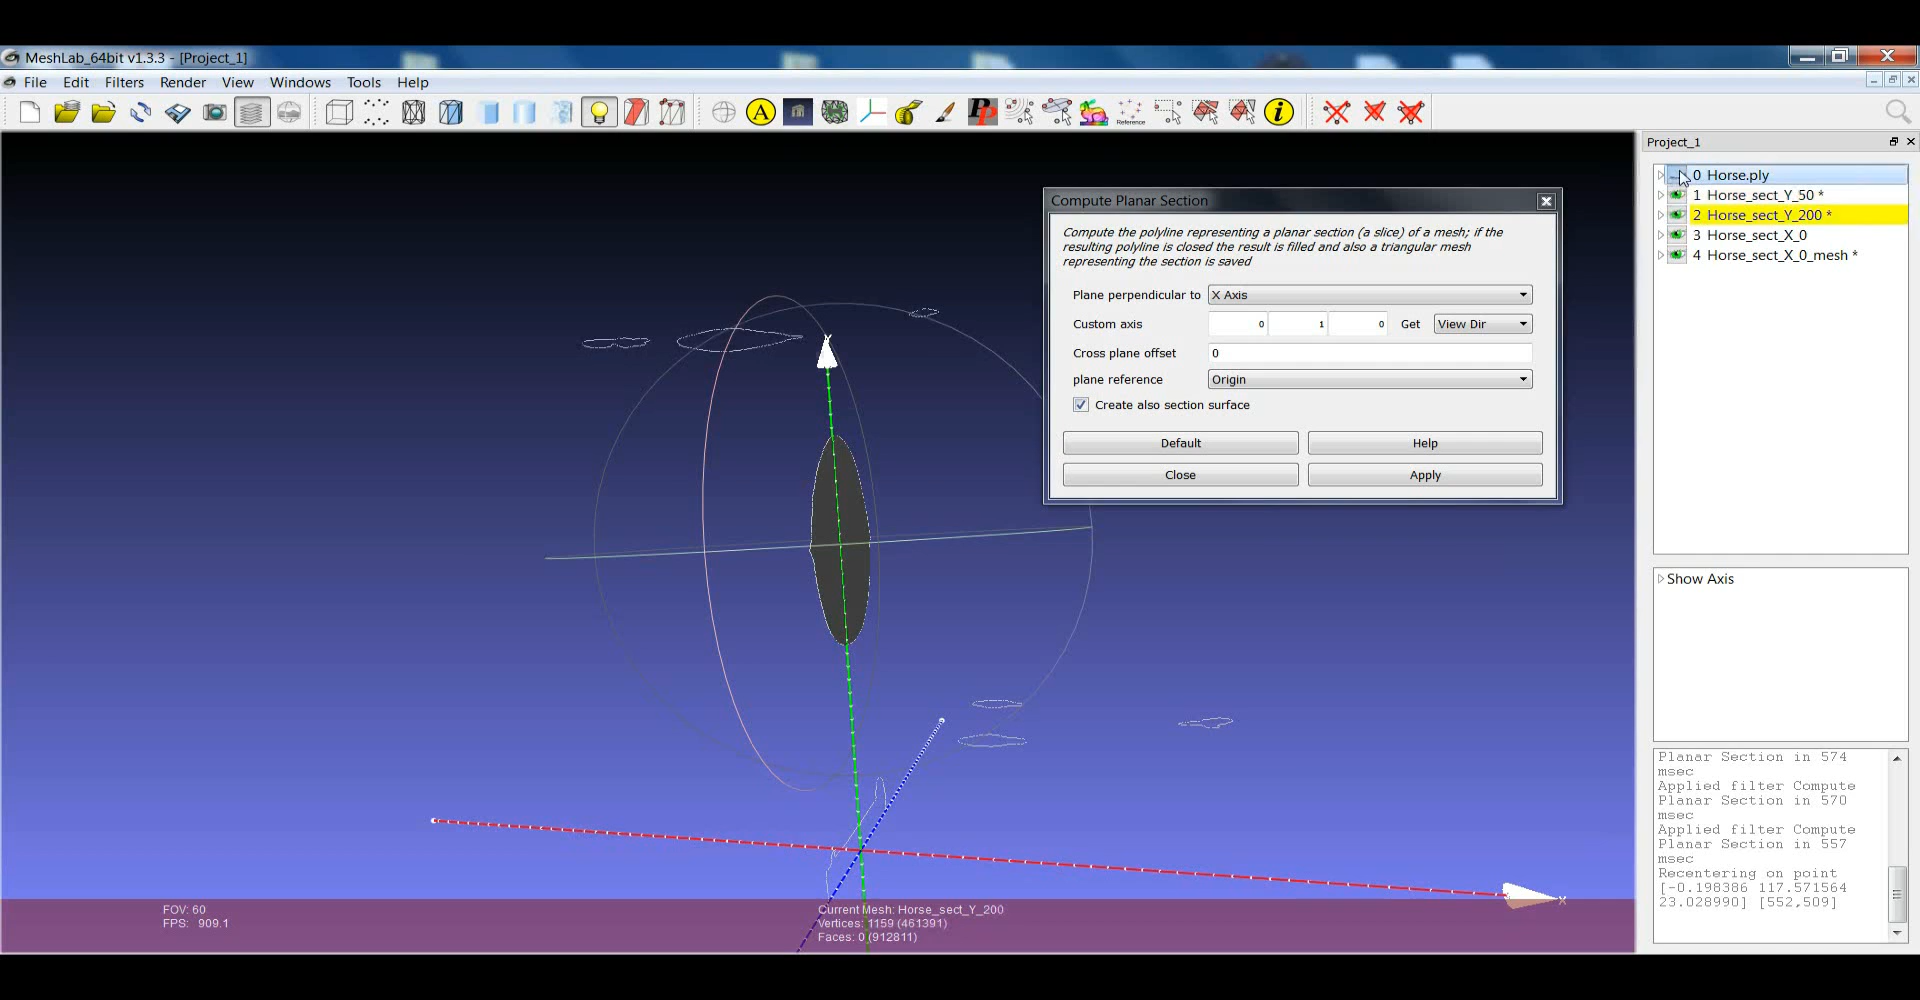 MeshLab_64bit v1.3.3 - [Project_1]
File Edit Filters Render View Windows Tools Help
A
Reference
i
Project_1
0 Horse.ply
1 Horse_sect_Y_50 *
2 Horse_sect_Y_200 *
3 Horse_sect_X_0
4 Horse_sect_X_0_mesh *
Compute Planar Section
Compute the polyline representing a planar section (a slice) of a mesh; if the
resulting polyline is closed the result is filled and also a triangular mesh
representing the section is saved
Plane perpendicular to X Axis
Custom axis 0 1 0 Get View Dir
Cross plane offset 0
plane reference Origin
Create also section surface
Default Help
Close Apply
Y
X
Show Axis
Planar Section in 574
msec
Applied filter Compute
Planar Section in 570
msec
Applied filter Compute
Planar Section in 557
msec
Recentering on point
[-0.198386 117.571564
23.028990] [552,509]
FOV: 60
FPS: 909.1
Current Mesh: Horse_sect_Y_200
Vertices: 1159 (461391)
Faces: 0 (912811)